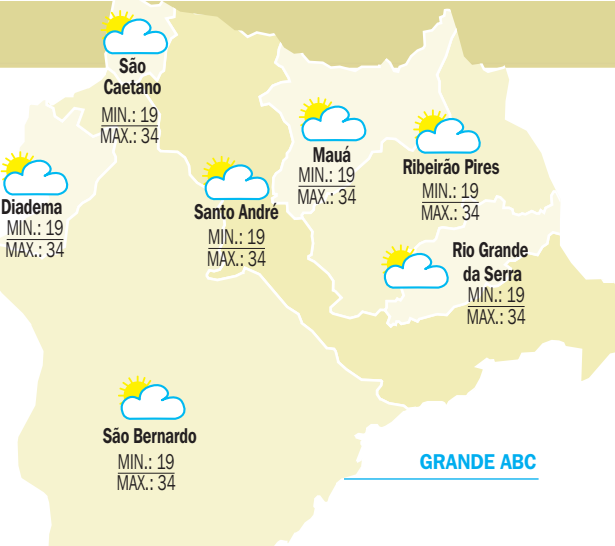 São
Caetano
MIN.: 19
MAX.: 34
Mauá
MIN.: 19
MAX.: 34
Ribeirão Pires
MIN.: 19
MAX.: 34
Diadema
MIN.: 19
MAX.: 34
Santo André
MIN.: 19
MAX.: 34
Rio Grande
da Serra
MIN.: 19
MAX.: 34
São Bernardo
MIN.: 19
MAX.: 34
GRANDE ABC